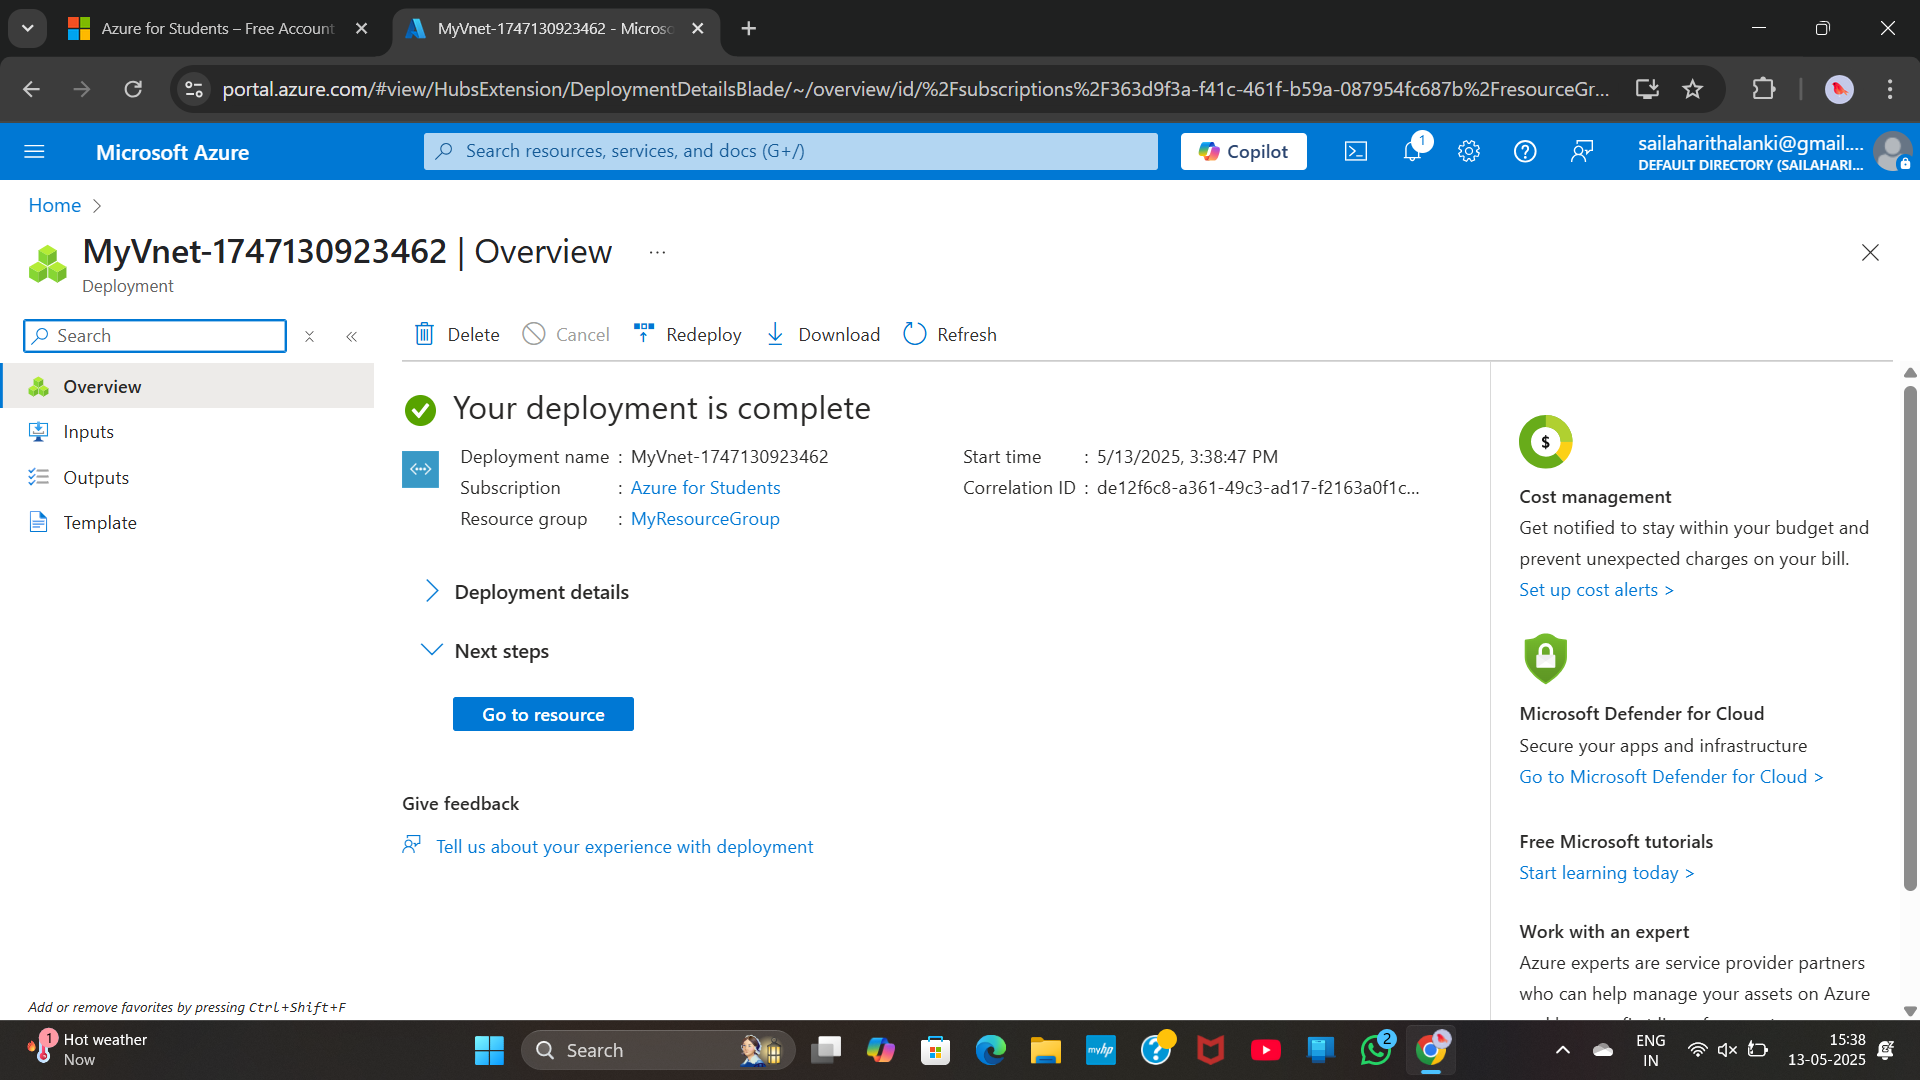 Azure for Students – Free Account
MyVnet-1747130923462 - Microso
portal.azure.com/#view/HubsExtension/DeploymentDetailsBlade/~/overview/id/%2Fsubscriptions%2F363d9f3a-f41c-461f-b59a-087954fc687b%2FresourceGr...
Microsoft Azure
Search resources, services, and docs (G+/)
Copilot
1
sailaharithalanki@gmail....
DEFAULT DIRECTORY (SAILAHARI...
Home
MyVnet-1747130923462 | Overview
...
Deployment
Search
Delete
Cancel
Redeploy
Download
Refresh
Overview
Inputs
Outputs
Template
Your deployment is complete
Deployment name : MyVnet-1747130923462
Subscription : Azure for Students
Resource group : MyResourceGroup
Start time : 5/13/2025, 3:38:47 PM
Correlation ID : de12f6c8-a361-49c3-ad17-f2163a0f1c...
Deployment details
Next steps
Go to resource
Give feedback
Tell us about your experience with deployment
$
Cost management
Get notified to stay within your budget and
prevent unexpected charges on your bill.
Set up cost alerts >
Microsoft Defender for Cloud
Secure your apps and infrastructure
Go to Microsoft Defender for Cloud >
Free Microsoft tutorials
Start learning today >
Work with an expert
Azure experts are service provider partners
who can help manage your assets on Azure
Add or remove favorites by pressing Ctrl+Shift+F
1
Hot weather
Now
Search
myhp
2
ENG
IN
15:38
13-05-2025